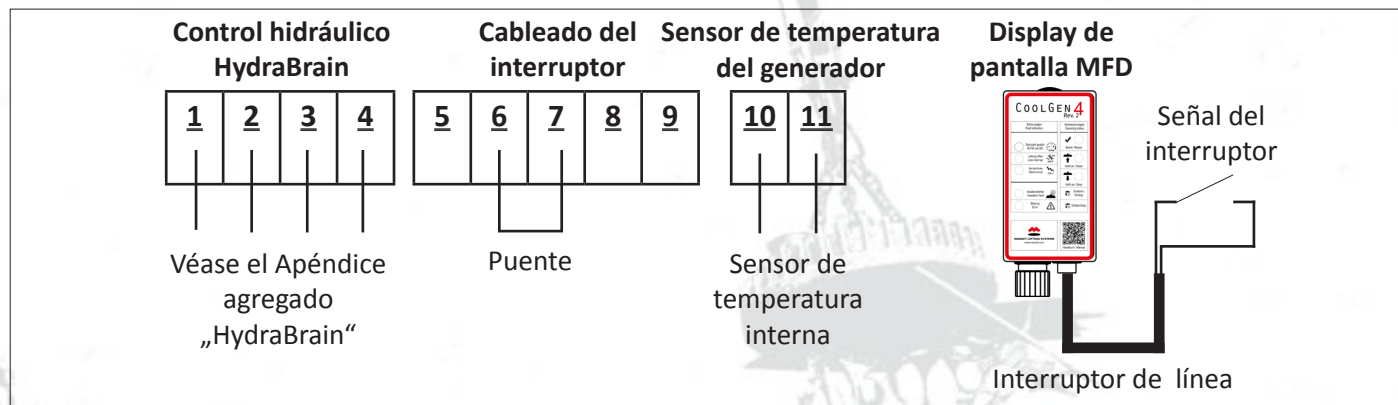 Control hidráulico
HydraBrain
Cableado del
interruptor
Sensor de temperatura
del generador
Display de
pantalla MFD
1 2 3 4
5 6 7 8 9
10 11
Véase el Apéndice
agregado
„HydraBrain“
Puente
Sensor de
temperatura
interna
COOLGEN 4
Rev. 2
Señal del
interruptor
Interruptor de línea